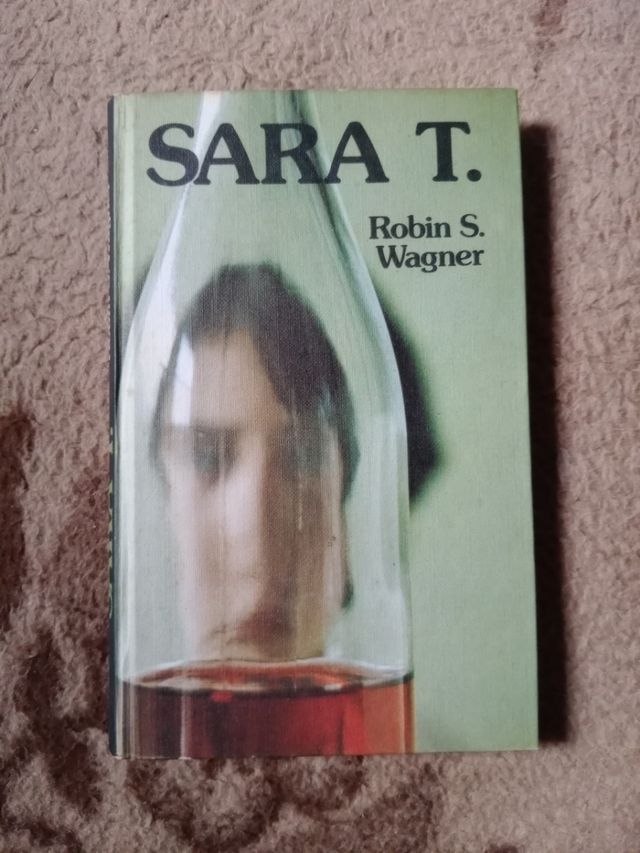 SARA T.
Robin S.
Wagner